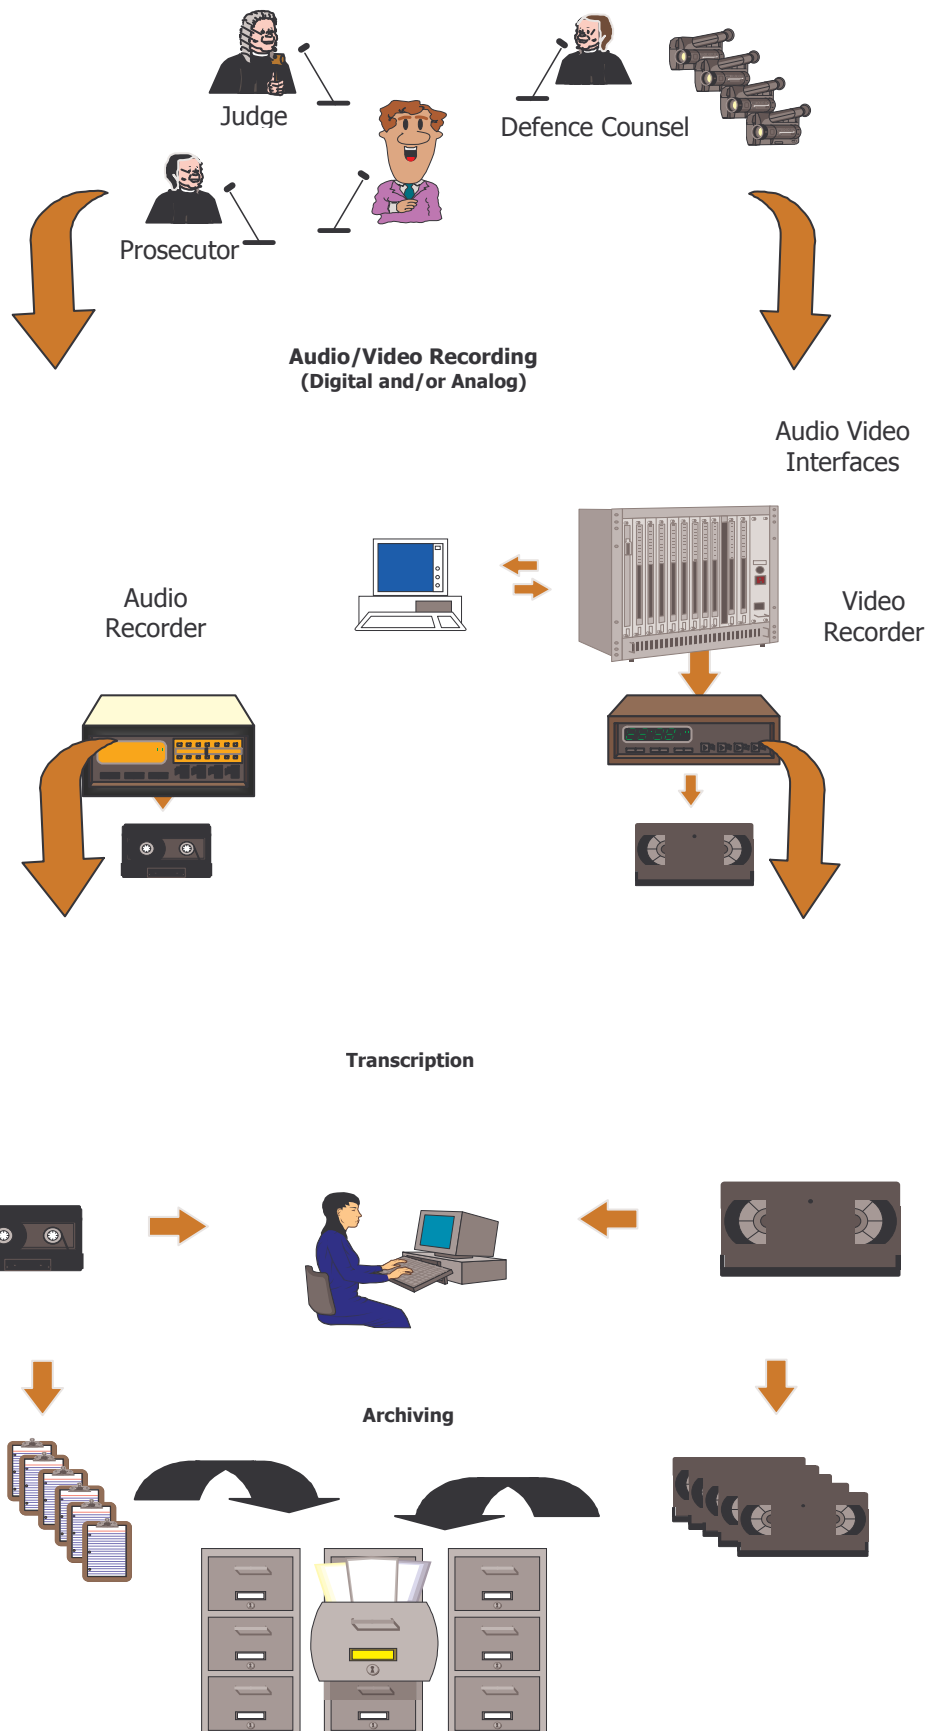 Judge
Defence Counsel
Prosecutor
Audio/Video Recording
(Digital and/or Analog)
Audio Video
Interfaces
Audio
Recorder
Video
Recorder
Transcription
Archiving